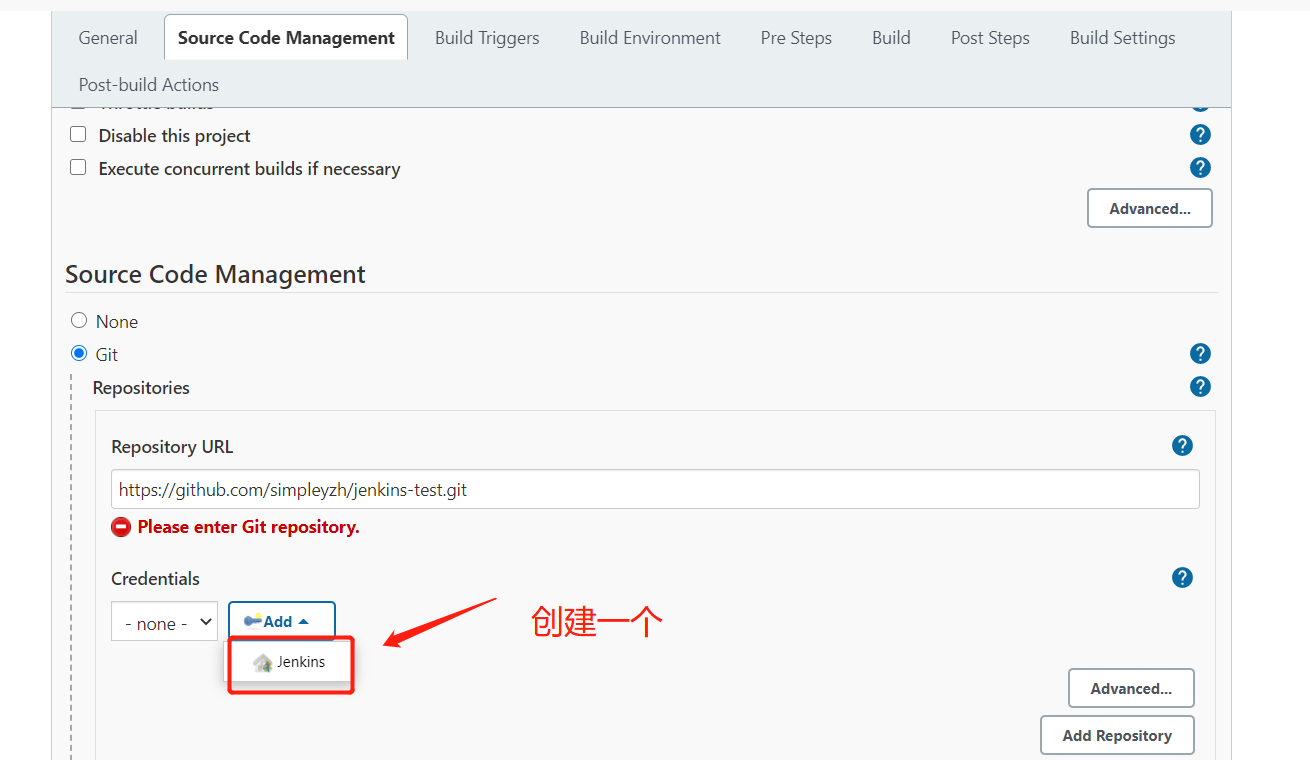 General Source Code Management Build Triggers Build Environment Pre Steps Build Post Steps Build Settings
Post-build Actions
Throttle builds
Disable this project
Execute concurrent builds if necessary
Advanced...
Source Code Management
None
Git
Repositories
Repository URL
https://github.com/simpleyzh/jenkins-test.git
Please enter Git repository.
Credentials
- none - Add 创建一个
Jenkins
Advanced...
Add Repository